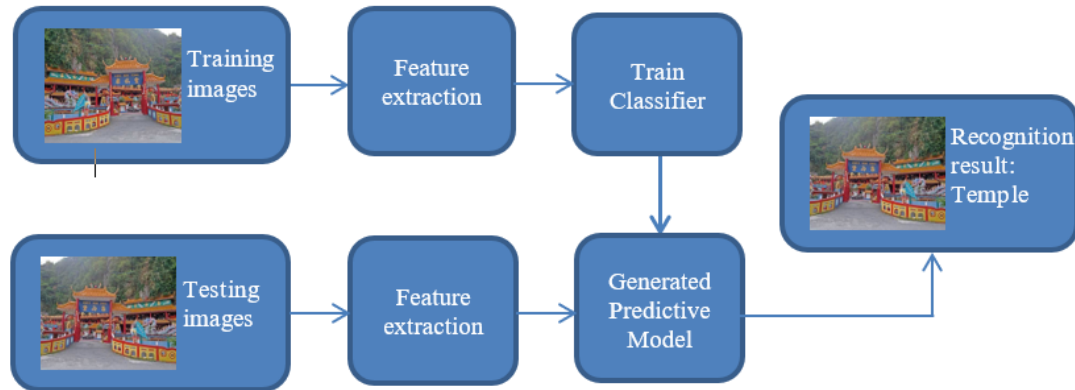 Training
images
Feature
extraction
Train
Classifier
Recognition
result:
Temple
Testing
images
Feature
extraction
Generated
Predictive
Model